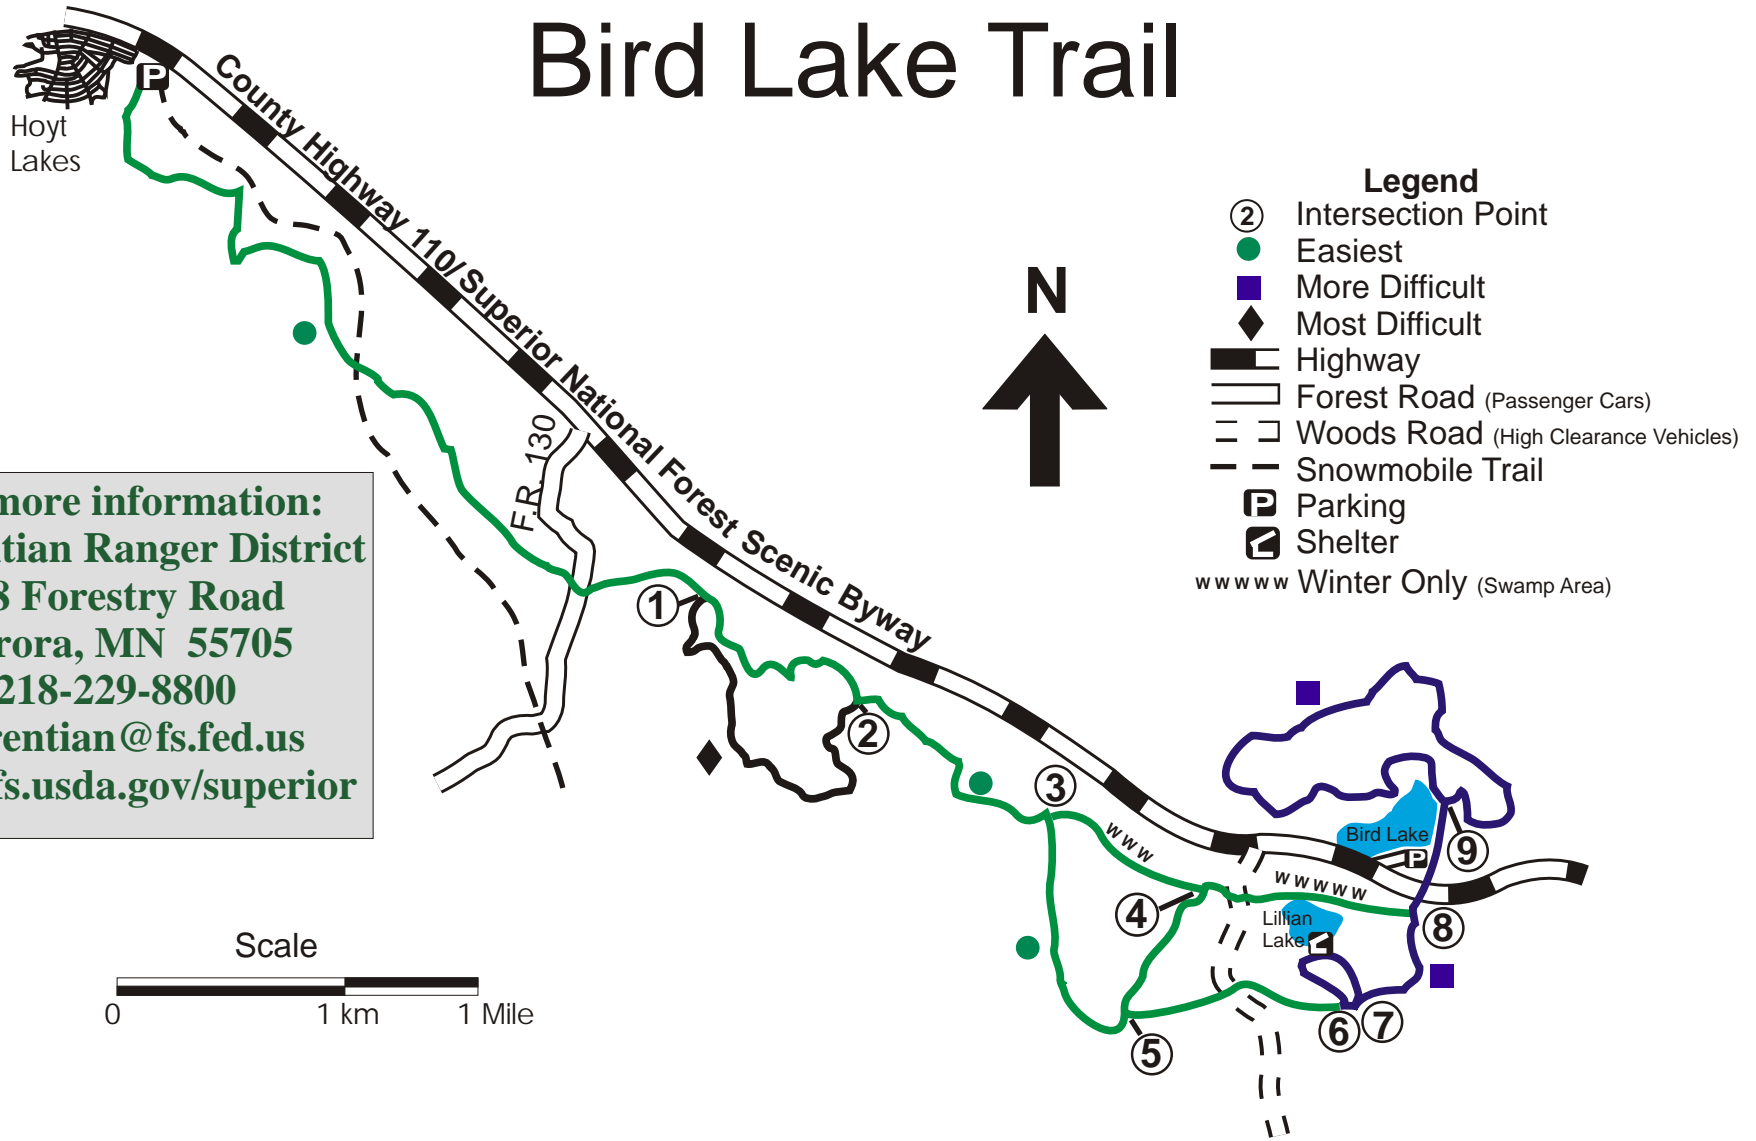 Bird Lake Trail
P
Hoyt
Lakes
County Highway 110/ Superior National Forest Scenic Byway
Legend
2 Intersection Point
Easiest
More Difficult
Most Difficult
Highway
Forest Road (Passenger Cars)
Woods Road (High Clearance Vehicles)
Snowmobile Trail
P Parking
Shelter
wwwww Winter Only (Swamp Area)
N
F.R. 130
more information:
tian Ranger District
8 Forestry Road
rora, MN 55705
218-229-8800
rentian@fs.fed.us
fs.usda.gov/superior
1
2
3
www
4
5
wwwww
Bird Lake
P
9
8
Lillian
Lake
6
7
Scale
0 1 km 1 Mile